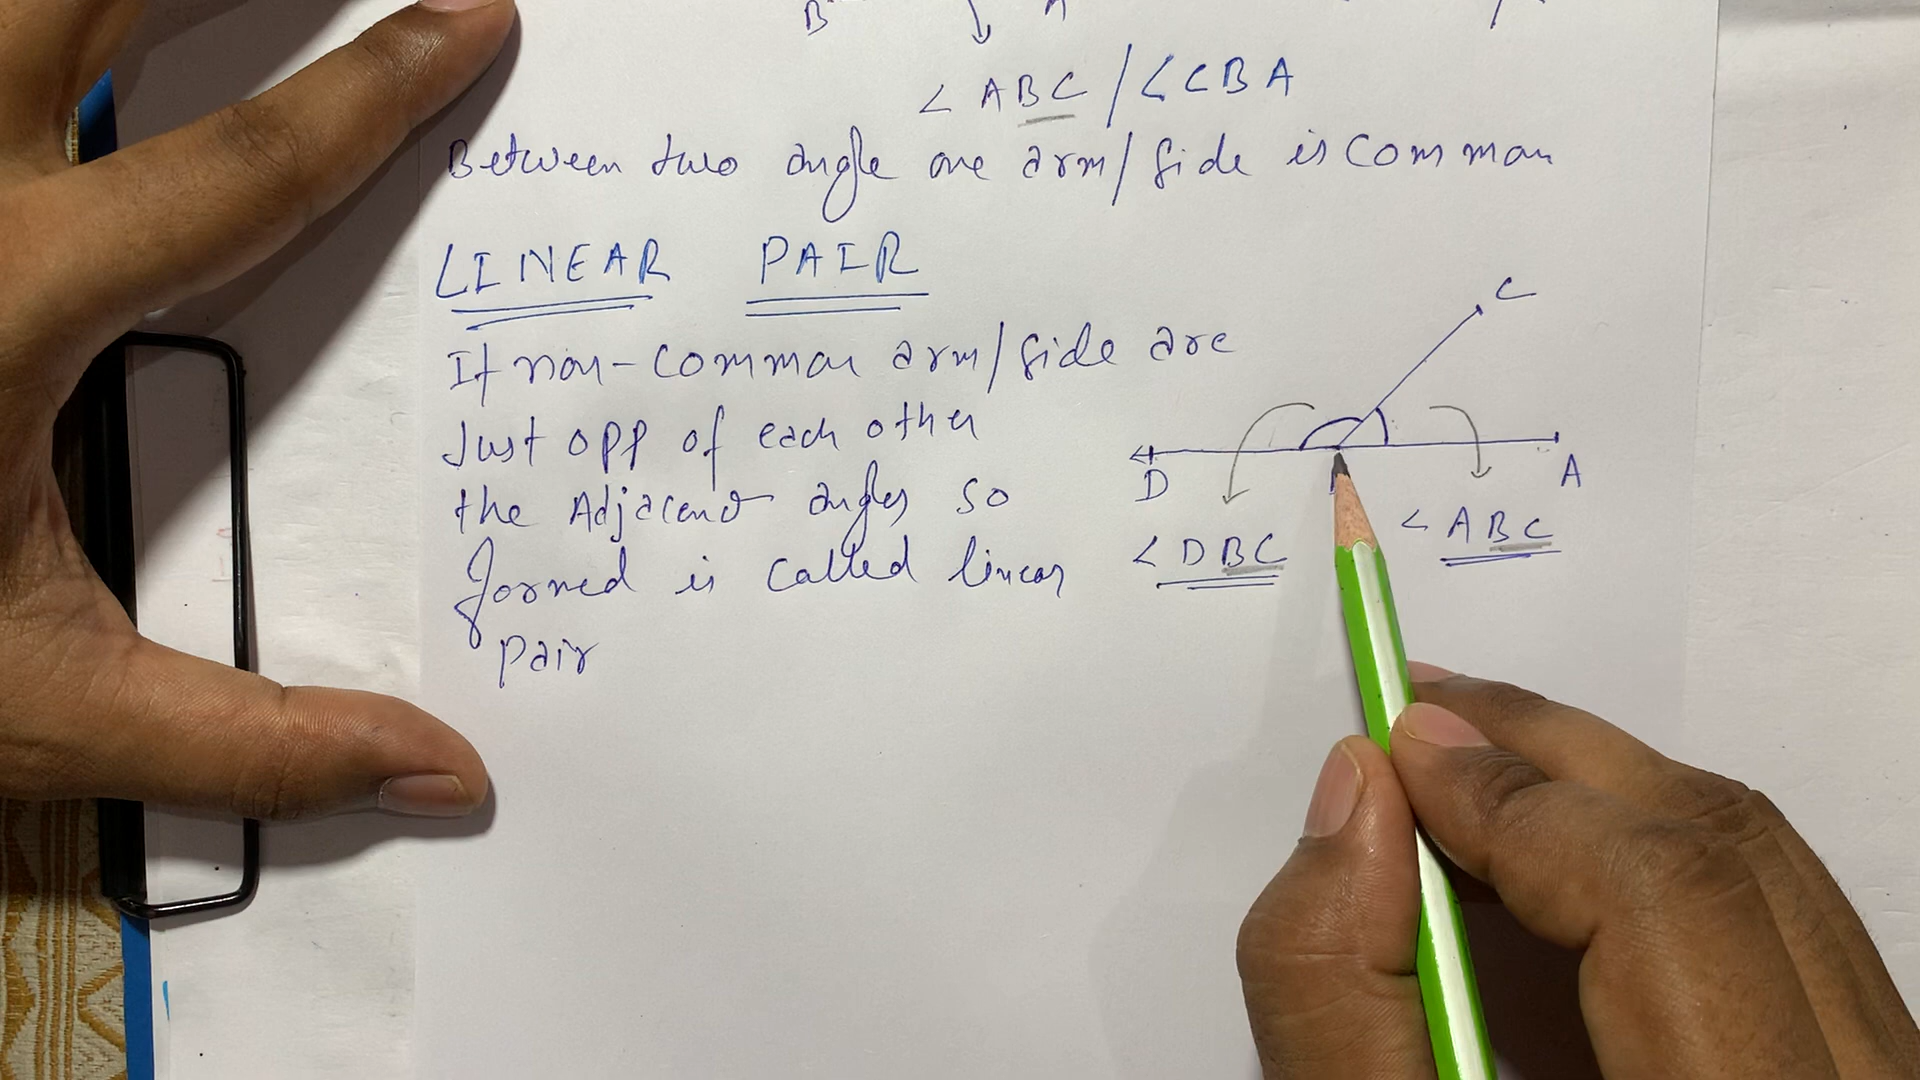 B A
∠ABC / ∠CBA
Between two angle one arm/side is common
LINEAR PAIR
If non-common arm/side are
Just opp of each other
the Adjacent angles so
formed is called linear
pair
C
D A
∠DBC ∠ABC